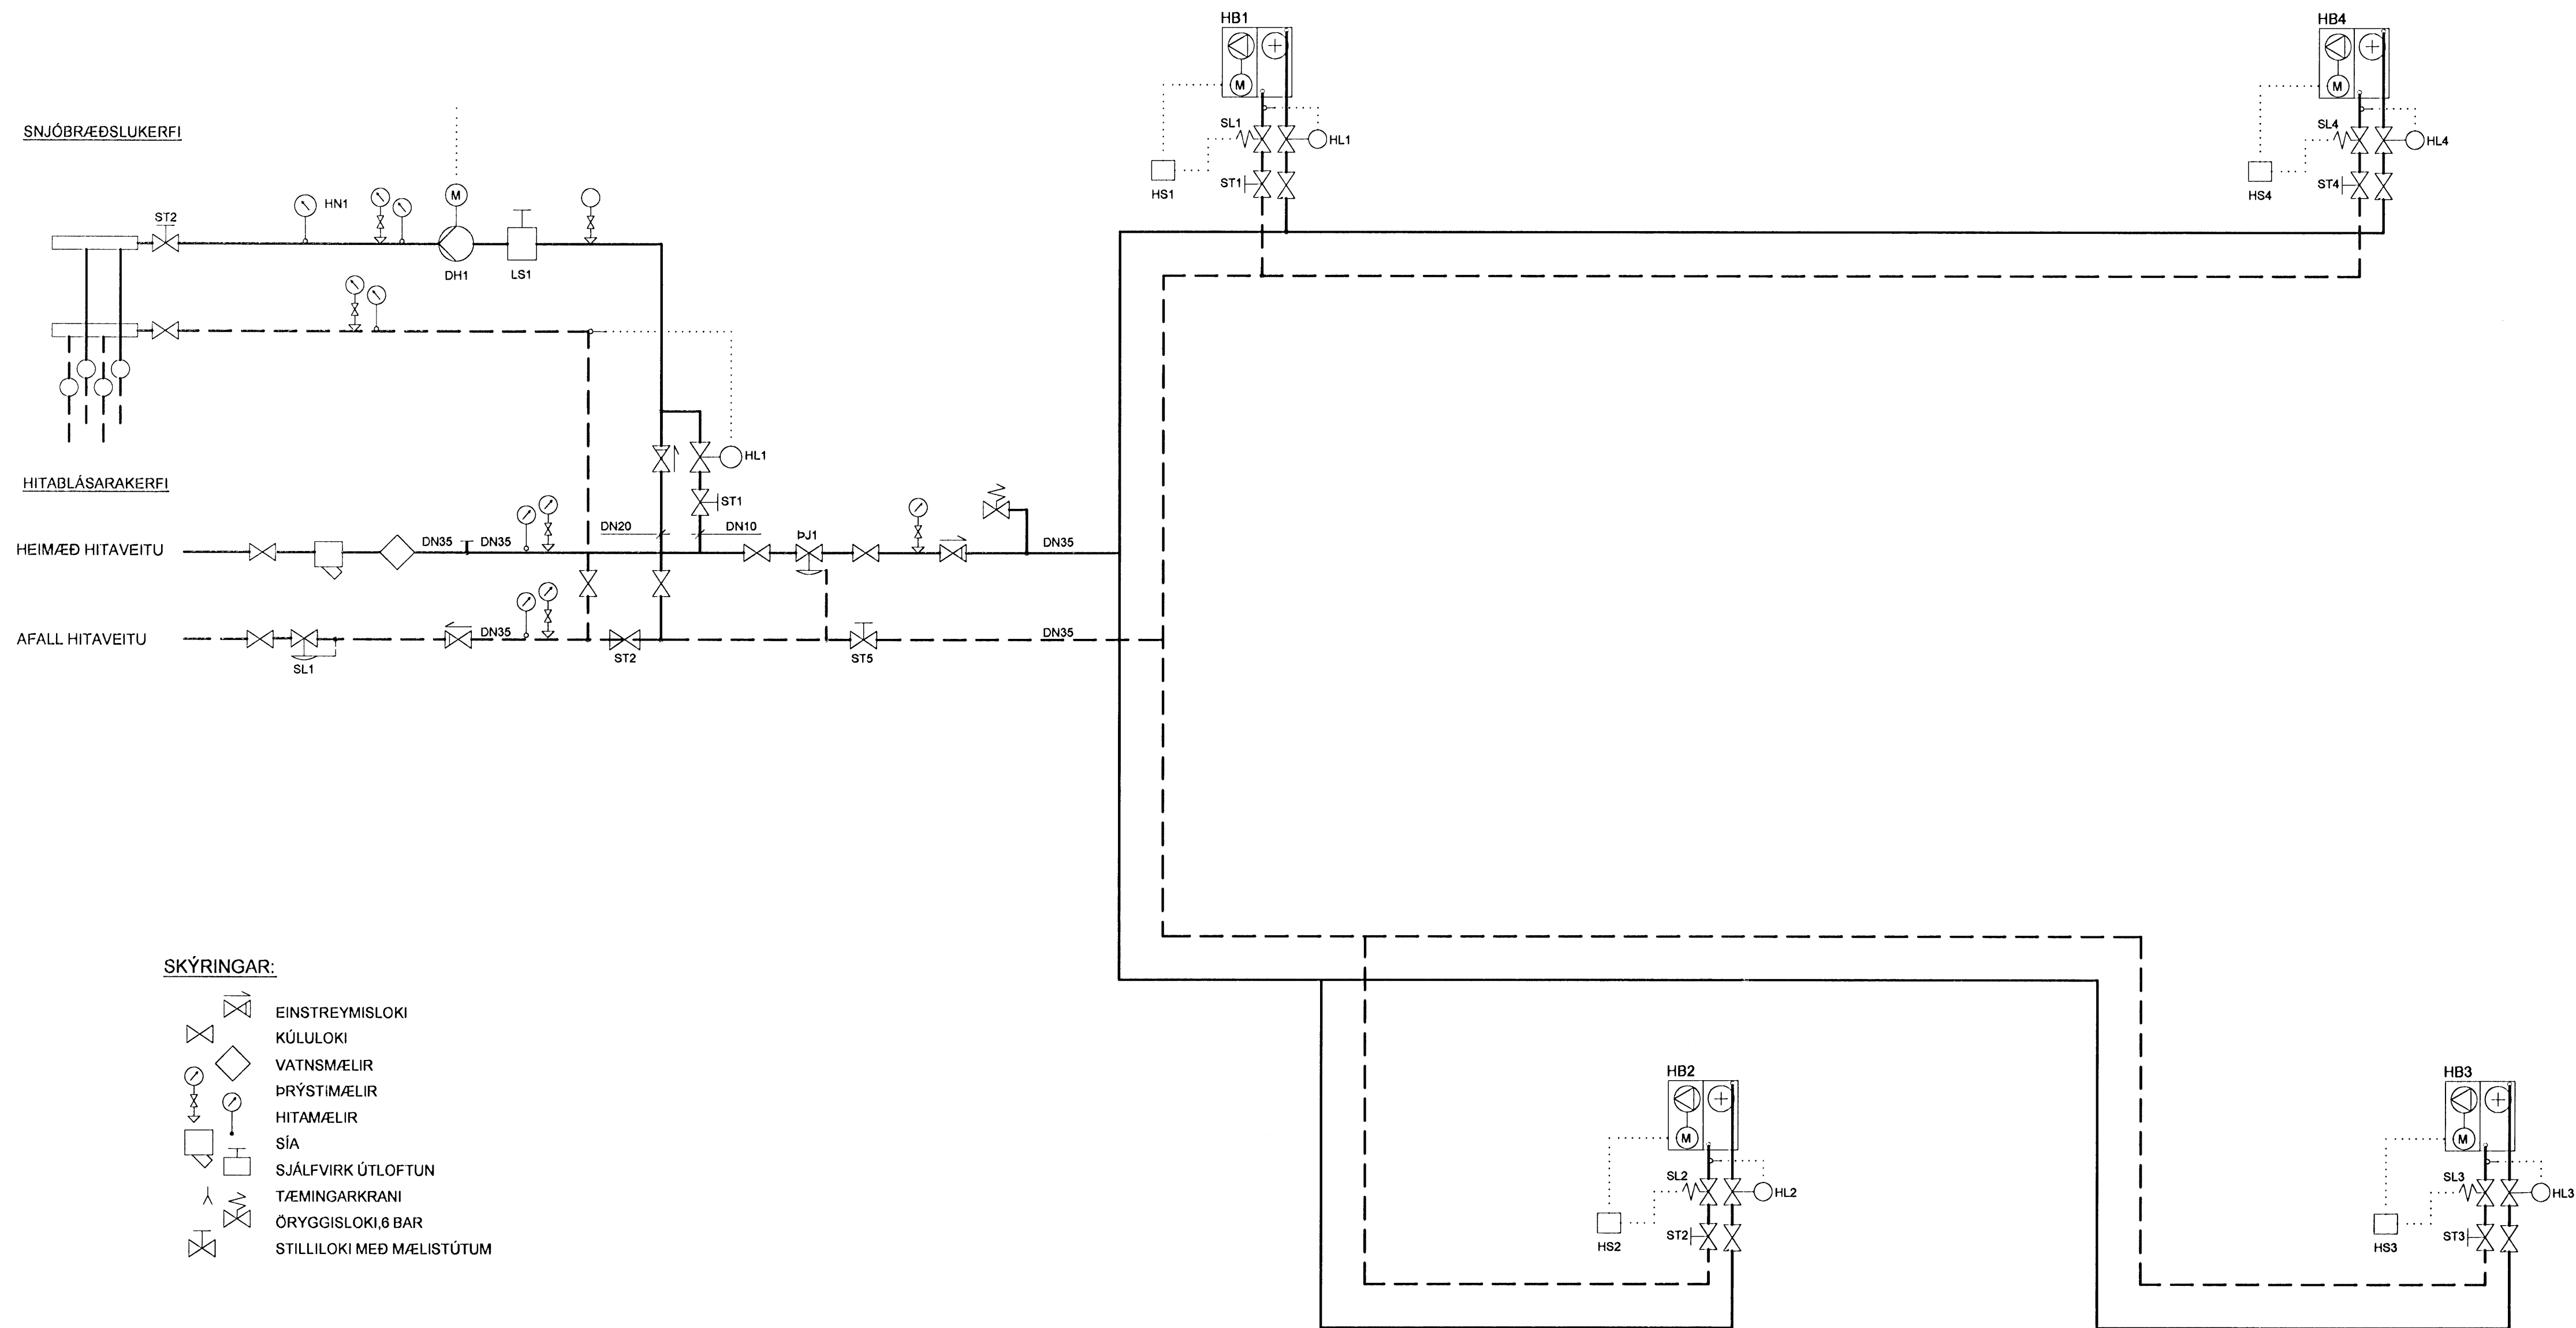 HB1
HB4
M
M
SNJÓBRÆÐSLUKERFI
SL1
HL1
SL4
HL4
HS1
ST1
HS4
ST4
M
HN1
ST2
DH1
LS1
HL1
HITABLÁSARAKERFI
ST1
DN20
DN10
HEIMÆÐ HITAVEITU
DN35
DN35
ÞJ1
DN35
AFALL HITAVEITU
DN35
DN35
SL1
ST2
ST5
SKÝRINGAR:
EINSTREYMISLOKI
KÚLULOKI
VATNSMÆLIR
ÞRÝSTIMÆLIR
HITAMÆLIR
SÍA
SJÁLFVIRK ÚTLOFTUN
TÆMINGARKRANI
ÖRYGGISLOKI,6 BAR
STILLILOKI MEÐ MÆLISTÚTUM
HB2
HB3
M
M
SL2
HL2
SL3
HL3
HS2
ST2
HS3
ST3